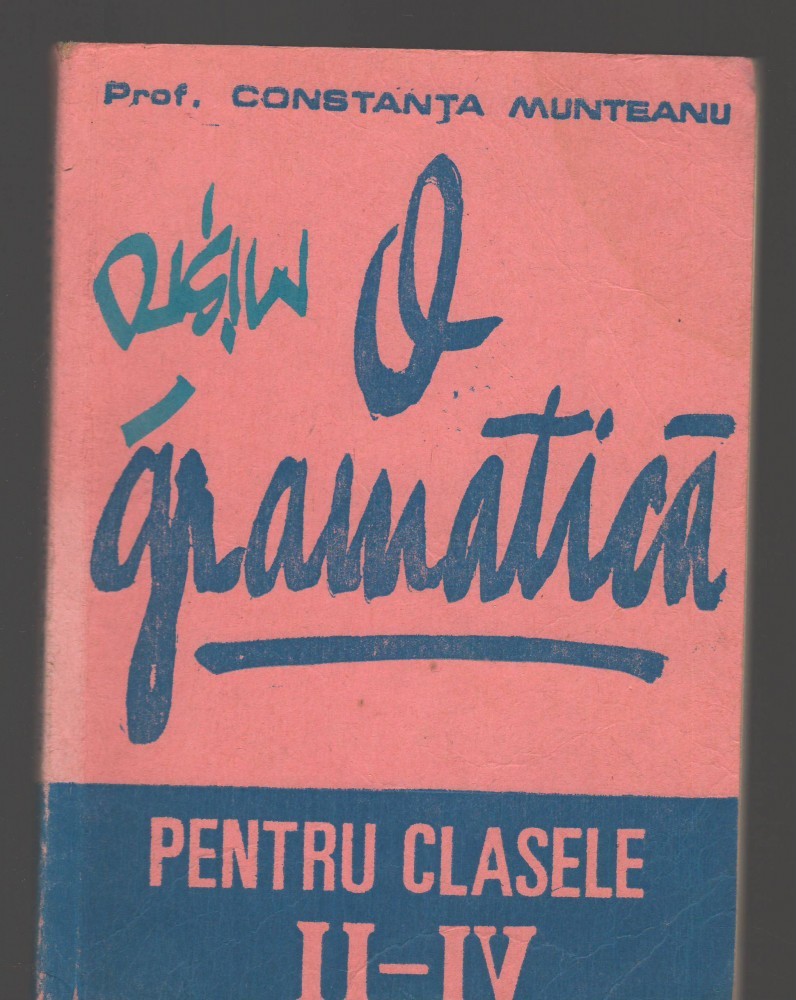 Prof. CONSTANȚA MUNTEANU
O
gramatică
PENTRU CLASELE
II-IV